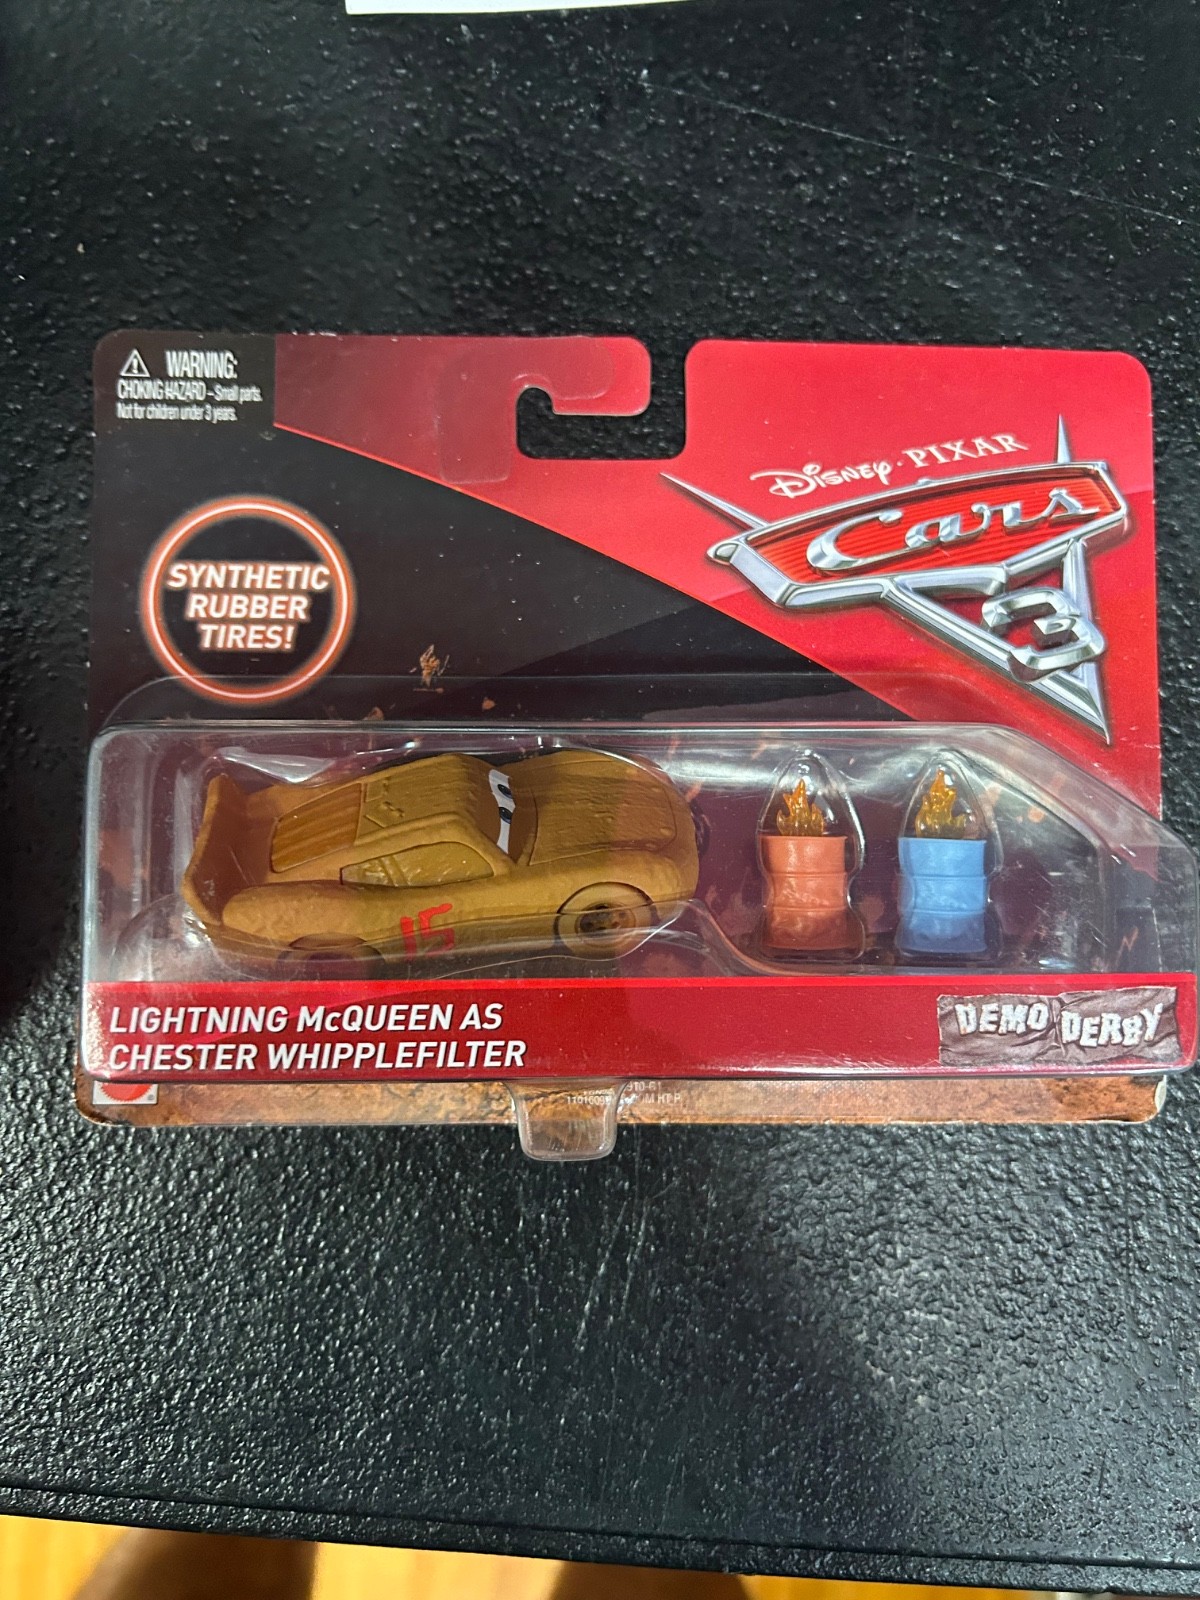 WARNING:
CHOKING HAZARD – Small parts.
Not for children under 3 years.
DISNEY · PIXAR
Cars
3
SYNTHETIC
RUBBER
TIRES!
15
LIGHTNING McQUEEN AS
CHESTER WHIPPLEFILTER
DEMO DERBY